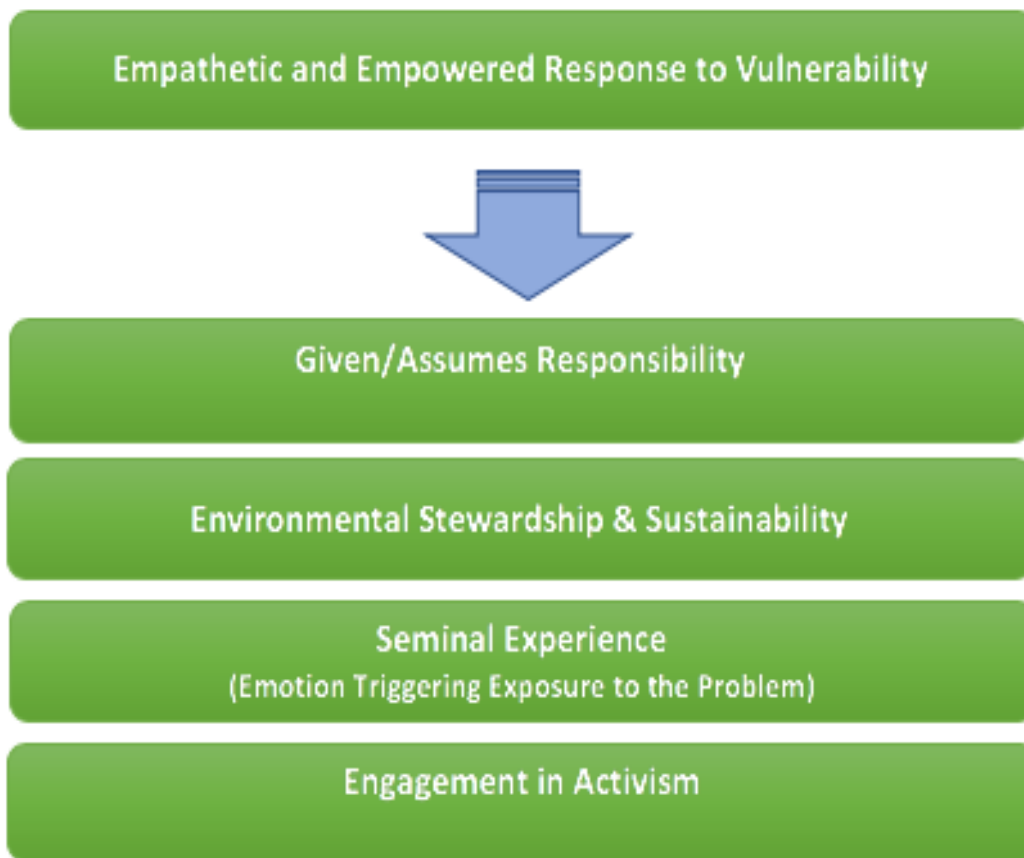 Empathetic and Empowered Response to Vulnerability
Given/Assumes Responsibility
Environmental Stewardship & Sustainability
Seminal Experience
(Emotion Triggering Exposure to the Problem)
Engagement in Activism